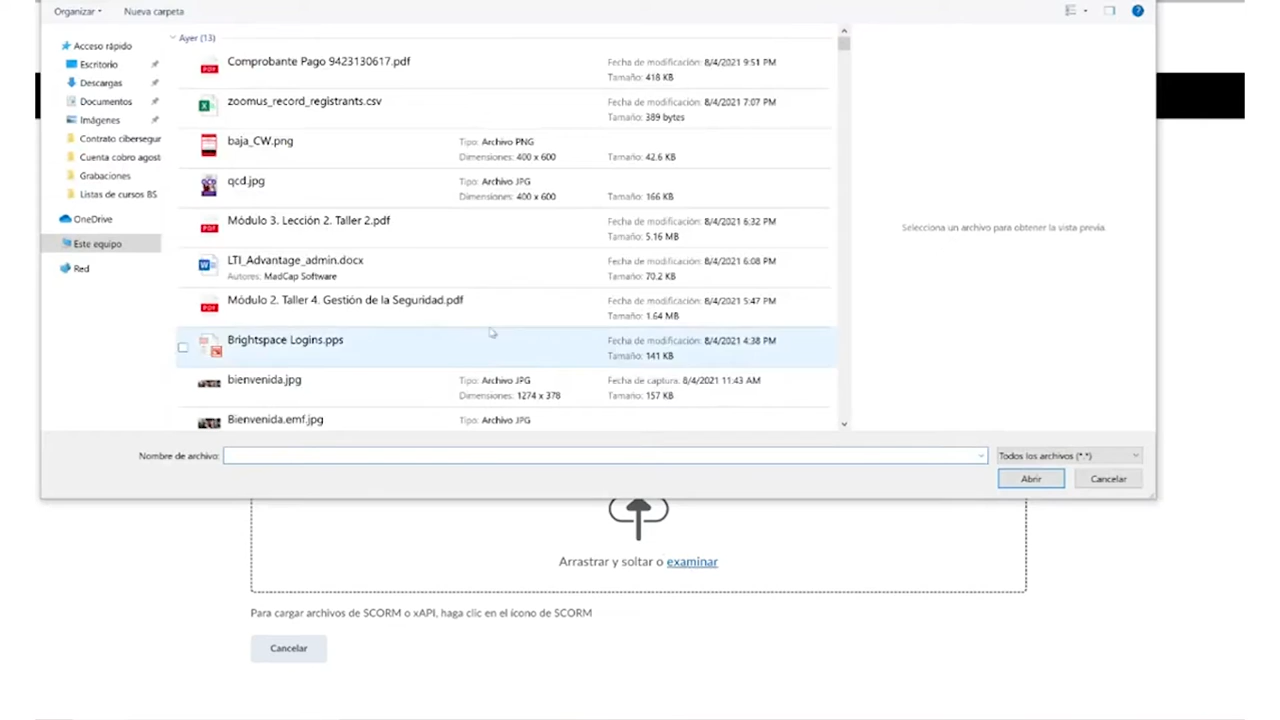 Organizar
Nueva carpeta
Acceso rápido
Escritorio
Descargas
Documentos
Imágenes
Contrato cibersegur
Cuenta cobro agost
Grabaciones
Listas de cursos BS
OneDrive
Este equipo
Red
Ayer (13)
Comprobante Pago 9423130617.pdf
Fecha de modificación: 8/4/2021 9:51 PM
Tamaño: 418 KB
zoomus_record_registrants.csv
Fecha de modificación: 8/4/2021 7:07 PM
Tamaño: 389 bytes
baja_CW.png
Tipo: Archivo PNG
Dimensiones: 400 x 600
Tamaño: 42.6 KB
qcd.jpg
Tipo: Archivo JPG
Dimensiones: 400 x 600
Tamaño: 166 KB
Módulo 3. Lección 2. Taller 2.pdf
Fecha de modificación: 8/4/2021 6:32 PM
Tamaño: 5.16 MB
LTI_Advantage_admin.docx
Autores: MadCap Software
Fecha de modificación: 8/4/2021 6:08 PM
Tamaño: 70.2 KB
Módulo 2. Taller 4. Gestión de la Seguridad.pdf
Fecha de modificación: 8/4/2021 5:47 PM
Tamaño: 1.64 MB
Brightspace Logins.pps
Fecha de modificación: 8/4/2021 4:38 PM
Tamaño: 141 KB
bienvenida.jpg
Tipo: Archivo JPG
Dimensiones: 1274 x 378
Fecha de captura: 8/4/2021 11:43 AM
Tamaño: 157 KB
Bienvenida.emf.jpg
Tipo: Archivo JPG
Selecciona un archivo para obtener la vista previa.
Nombre de archivo:
Todos los archivos (*.*)
Abrir
Cancelar
Arrastrar y soltar o examinar
Para cargar archivos de SCORM o xAPI, haga clic en el ícono de SCORM
Cancelar